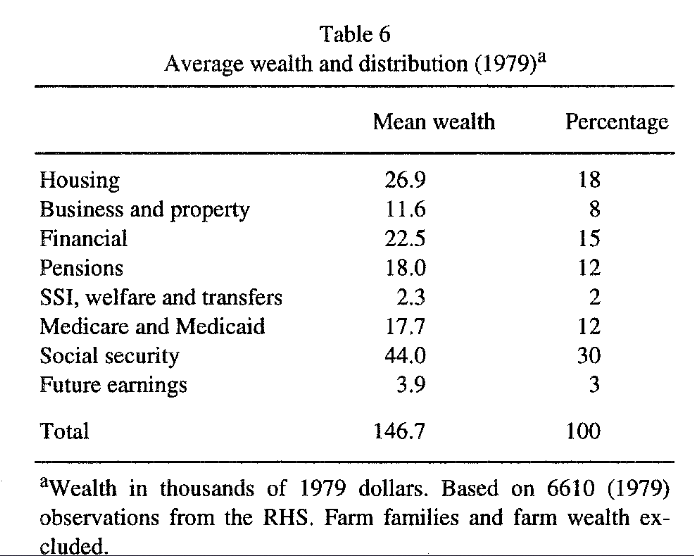 Table 6
Average wealth and distribution (1979)a
Mean wealth Percentage
Housing 26.9 18
Business and property 11.6 8
Financial 22.5 15
Pensions 18.0 12
SSI, welfare and transfers 2.3 2
Medicare and Medicaid 17.7 12
Social security 44.0 30
Future earnings 3.9 3
Total 146.7 100
aWealth in thousands of 1979 dollars. Based on 6610 (1979)
observations from the RHS. Farm families and farm wealth ex-
cluded.